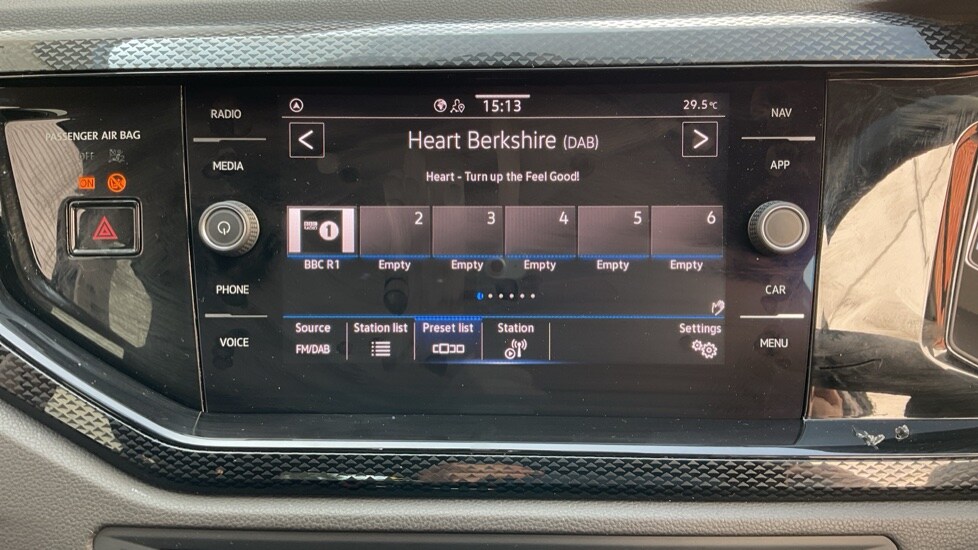 15:13
29.5°C
RADIO
NAV
PASSENGER AIR BAG
OFF
ON
Heart Berkshire (DAB)
MEDIA
APP
Heart - Turn up the Feel Good!
1 2 3 4 5 6
BBC R1 Empty Empty Empty Empty Empty
PHONE
CAR
Source Station list Preset list Station Settings
FM/DAB
VOICE
MENU